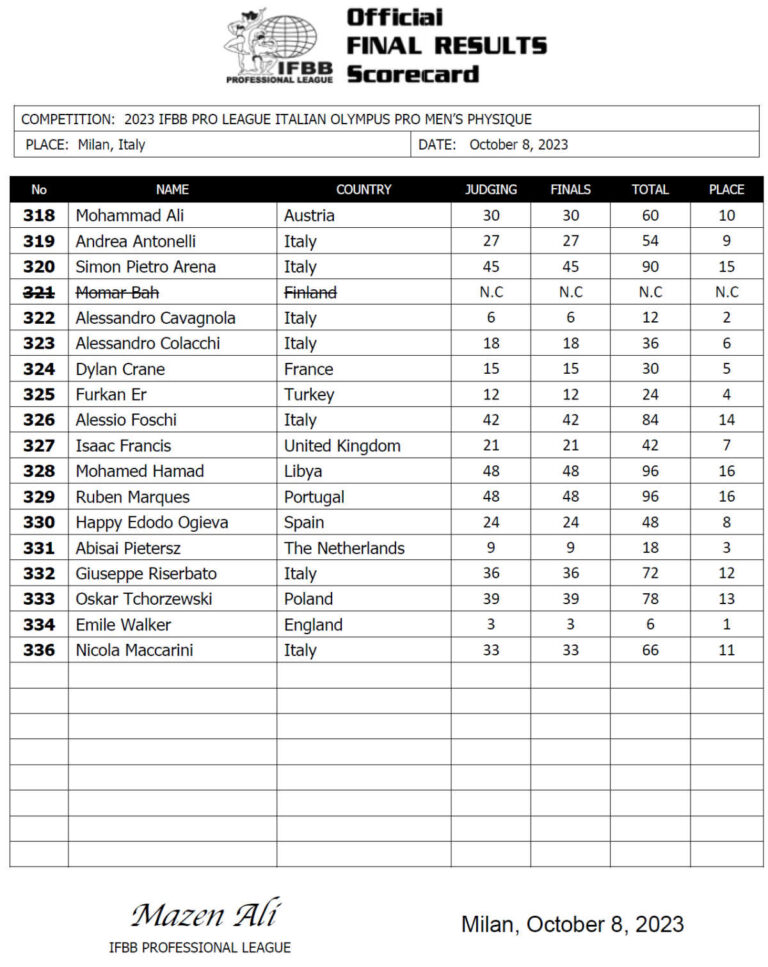 Official
FINAL RESULTS
Scorecard
IFBB
PROFESSIONAL LEAGUE
COMPETITION: 2023 IFBB PRO LEAGUE ITALIAN OLYMPUS PRO MEN'S PHYSIQUE
PLACE: Milan, Italy DATE: October 8, 2023
No NAME COUNTRY JUDGING FINALS TOTAL PLACE
318 Mohammad Ali Austria 30 30 60 10
319 Andrea Antonelli Italy 27 27 54 9
320 Simon Pietro Arena Italy 45 45 90 15
321 Momar Bah Finland N.C N.C N.C N.C
322 Alessandro Cavagnola Italy 6 6 12 2
323 Alessandro Colacchi Italy 18 18 36 6
324 Dylan Crane France 15 15 30 5
325 Furkan Er Turkey 12 12 24 4
326 Alessio Foschi Italy 42 42 84 14
327 Isaac Francis United Kingdom 21 21 42 7
328 Mohamed Hamad Libya 48 48 96 16
329 Ruben Marques Portugal 48 48 96 16
330 Happy Edodo Ogieva Spain 24 24 48 8
331 Abisai Pietersz The Netherlands 9 9 18 3
332 Giuseppe Riserbato Italy 36 36 72 12
333 Oskar Tchorzewski Poland 39 39 78 13
334 Emile Walker England 3 3 6 1
336 Nicola Maccarini Italy 33 33 66 11
Mazen Ali
IFBB PROFESSIONAL LEAGUE
Milan, October 8, 2023